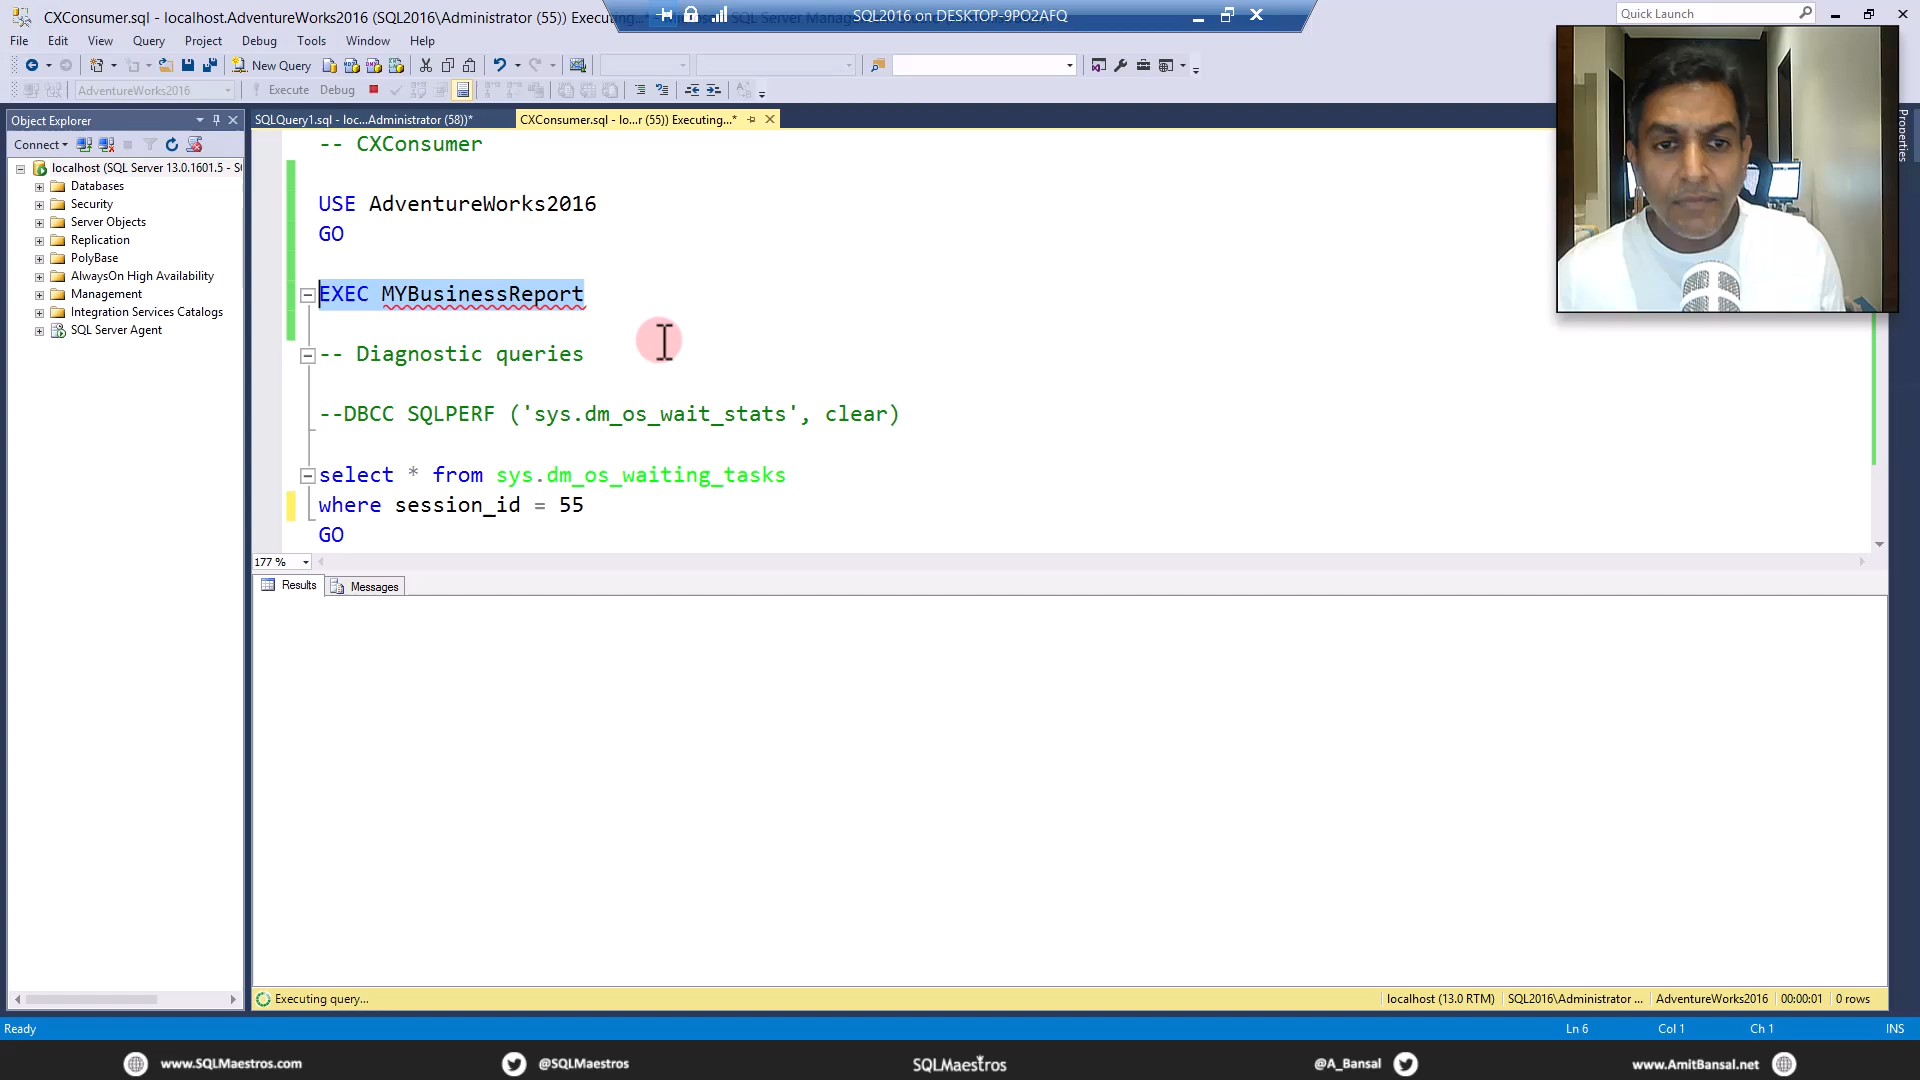 CXConsumer.sql - localhost.AdventureWorks2016 (SQL2016\Administrator (55)) Executing...*
SQL2016 on DESKTOP-9PO2AFQ
Quick Launch
File Edit View Query Project Debug Tools Window Help
New Query
AdventureWorks2016 Execute Debug
Object Explorer
SQLQuery1.sql - loc...Administrator (58))*
CXConsumer.sql - lo...r (55)) Executing...*
Properties
Connect
localhost (SQL Server 13.0.1601.5 - S
Databases
Security
Server Objects
Replication
PolyBase
AlwaysOn High Availability
Management
Integration Services Catalogs
SQL Server Agent
-- CXConsumer
USE AdventureWorks2016
GO
EXEC MYBusinessReport
-- Diagnostic queries
--DBCC SQLPERF ('sys.dm_os_wait_stats', clear)
select * from sys.dm_os_waiting_tasks
where session_id = 55
GO
177 %
Results Messages
Executing query... localhost (13.0 RTM) SQL2016\Administrator ... AdventureWorks2016 00:00:01 0 rows
Ready Ln 6 Col 1 Ch 1 INS
www.SQLMaestros.com @SQLMaestros SQLMaestros @A_Bansal www.AmitBansal.net